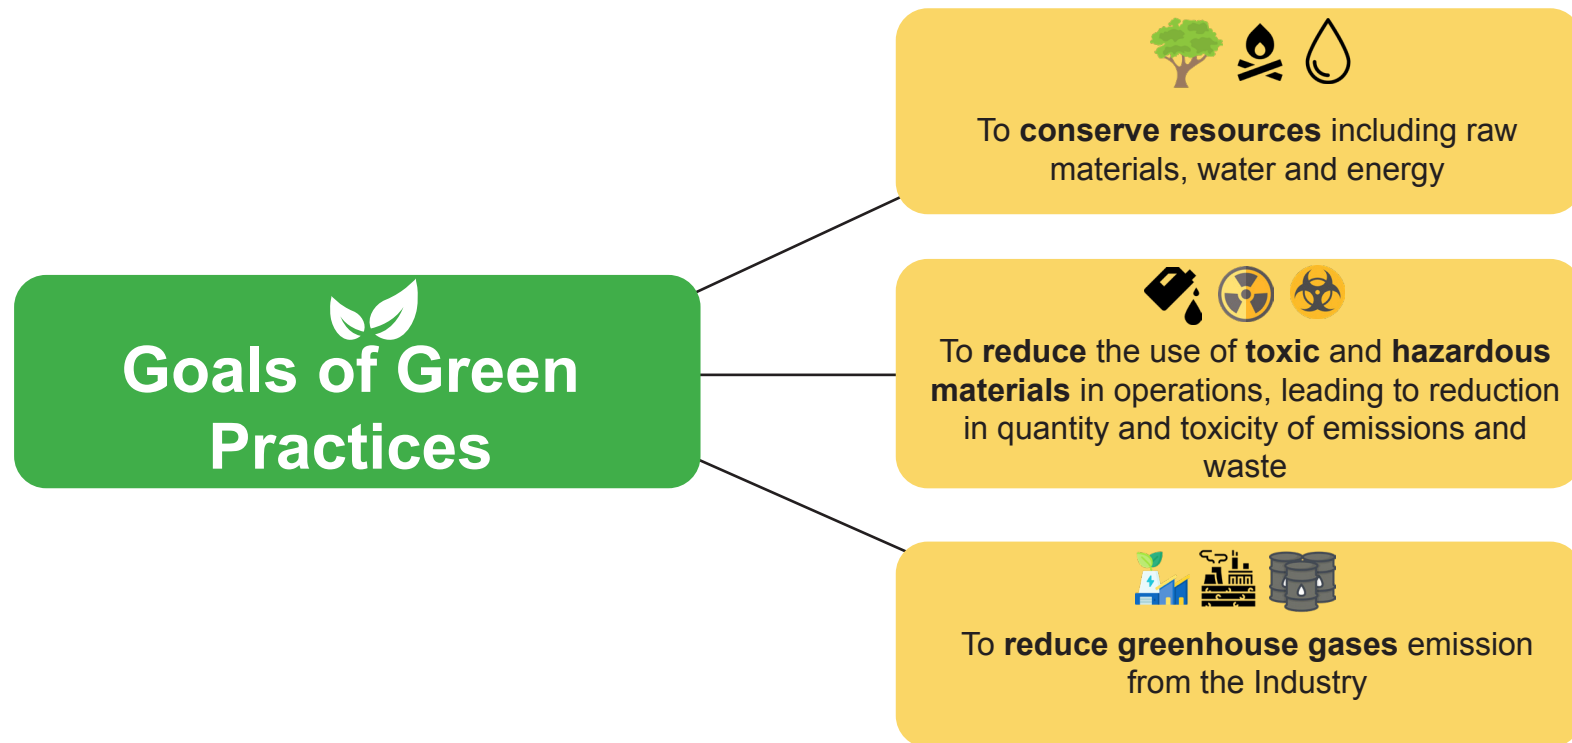 Goals of Green
Practices
To conserve resources including raw
materials, water and energy
To reduce the use of toxic and hazardous
materials in operations, leading to reduction
in quantity and toxicity of emissions and
waste
To reduce greenhouse gases emission
from the Industry